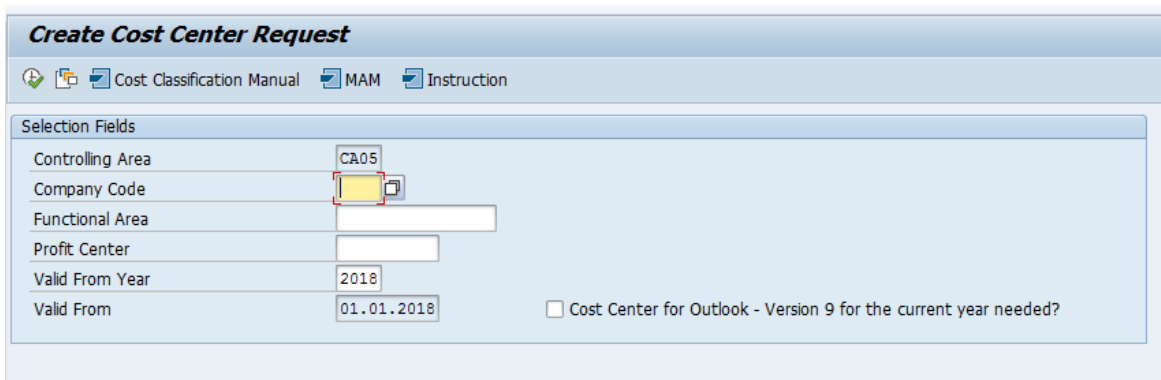 Create Cost Center Request
Cost Classification Manual MAM Instruction
Selection Fields
Controlling Area CA05
Company Code
Functional Area
Profit Center
Valid From Year 2018
Valid From 01.01.2018 Cost Center for Outlook - Version 9 for the current year needed?